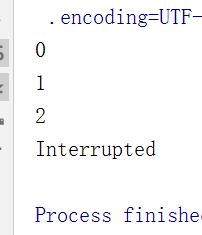 .encoding=UTF-
0
1
2
Interrupted
Process finishe